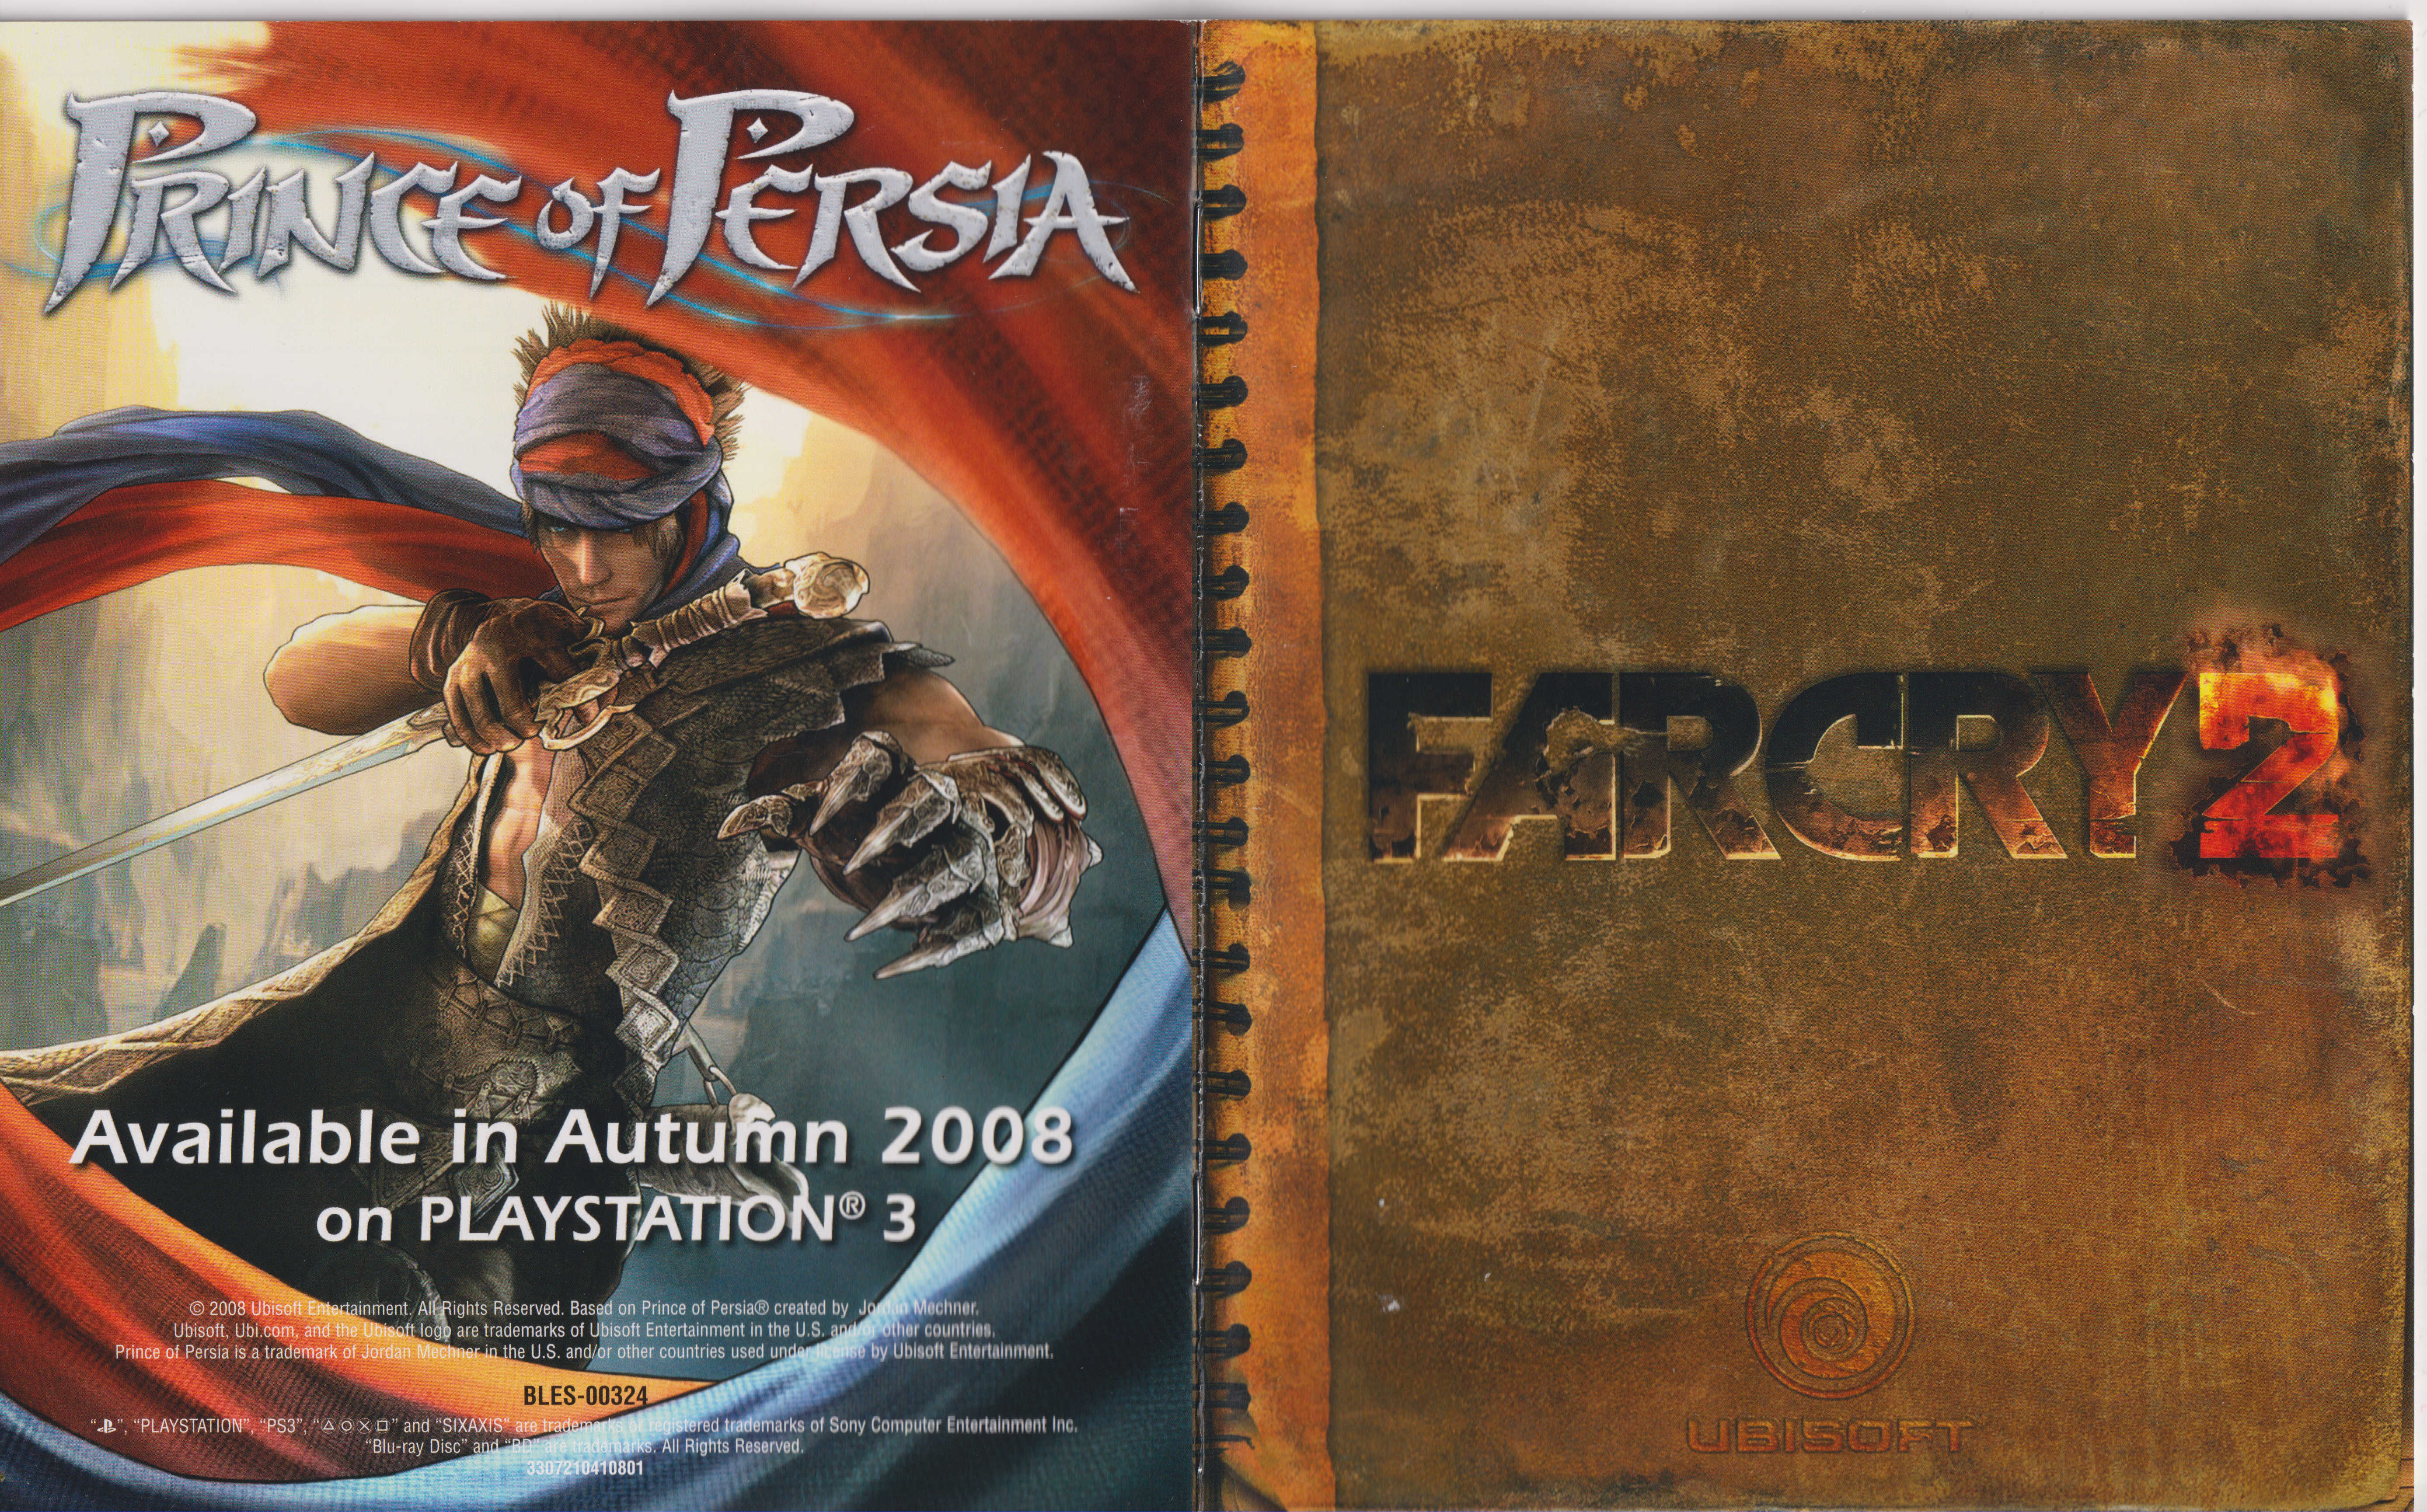 PRINCE OF PERSIA
Available in Autumn 2008
on PLAYSTATION® 3
© 2008 Ubisoft Entertainment. All Rights Reserved. Based on Prince of Persia® created by Jordan Mechner.
Ubisoft, Ubi.com, and the Ubisoft logo are trademarks of Ubisoft Entertainment in the U.S. and/or other countries.
Prince of Persia is a trademark of Jordan Mechner in the U.S. and/or other countries used under license by Ubisoft Entertainment.
BLES-00324
“ ”, “PLAYSTATION”, “PS3”, “△○×□” and “SIXAXIS” are trademarks or registered trademarks of Sony Computer Entertainment Inc.
“Blu-ray Disc” and “BD” are trademarks. All Rights Reserved.
3307210410801
FARCRY 2
UBISOFT